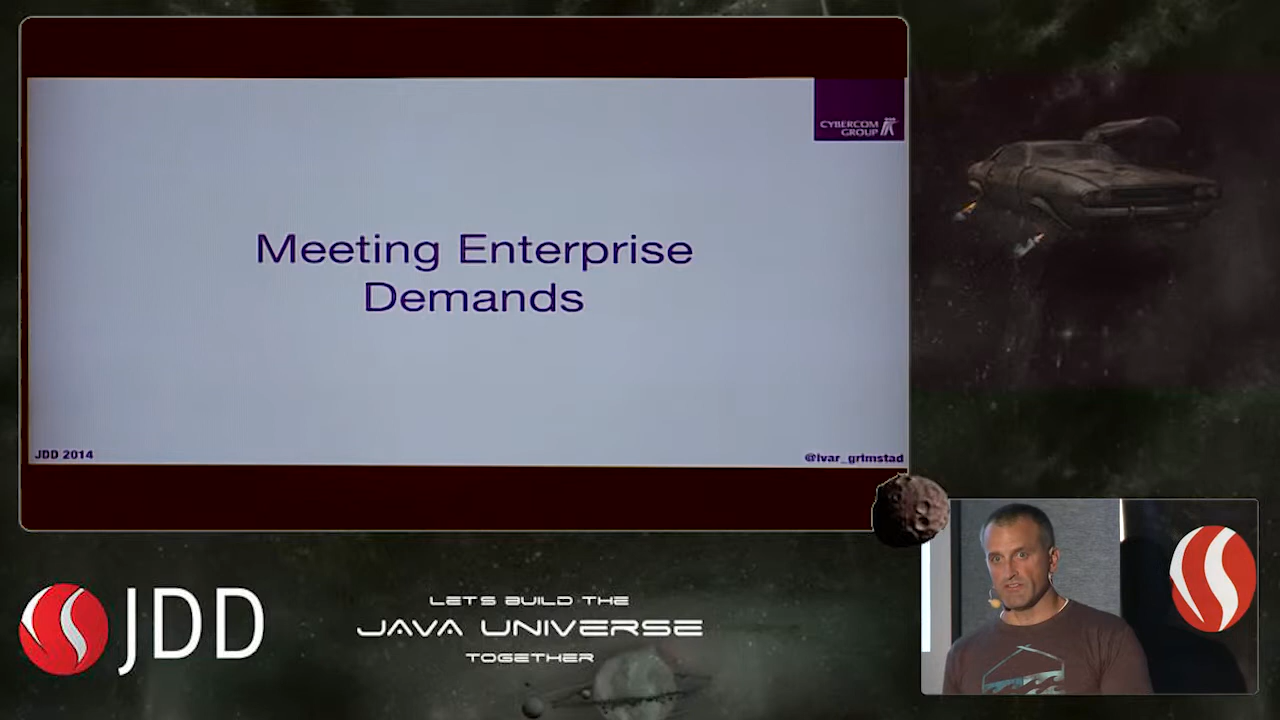 CYBERCOM
GROUP
Meeting Enterprise
Demands
JDD 2014
@ivar_grimstad
JDD
LETS BUILD THE
JAVA UNIVERSE
TOGETHER